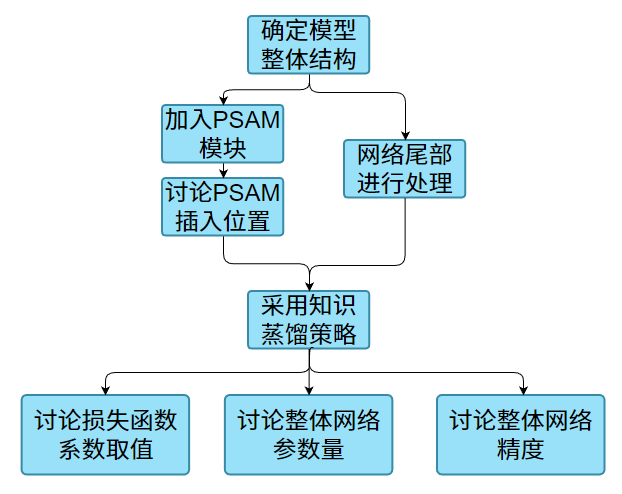 确定模型
整体结构
加入PSAM
模块
网络尾部
进行处理
讨论PSAM
插入位置
采用知识
蒸馏策略
讨论损失函数
系数取值
讨论整体网络
参数量
讨论整体网络
精度